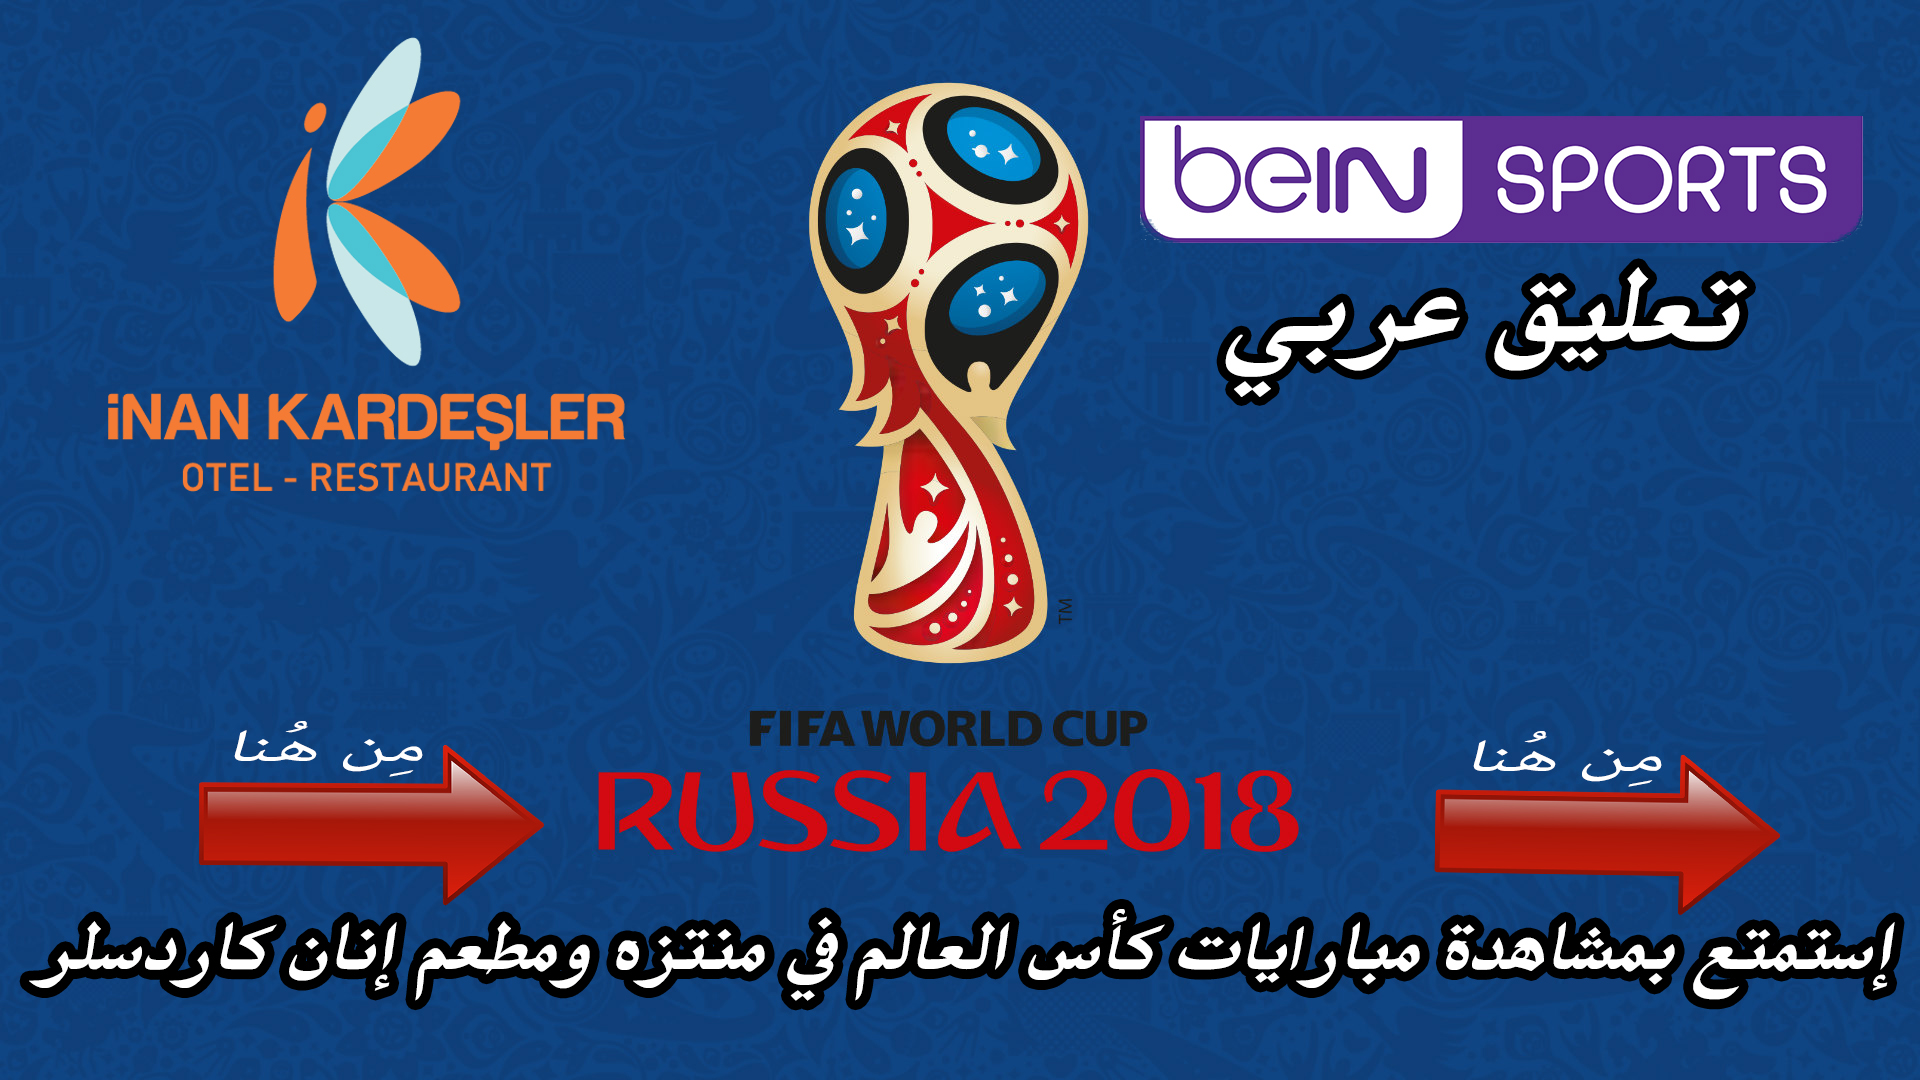 iNAN KARDEŞLER
OTEL - RESTAURANT
beIN SPORTS
تعليق عربي
TM
FIFA WORLD CUP
RUSSIA 2018
مِن هُنا
مِن هُنا
إستمتع بمشاهدة مبارايات كأس العالم في منتزه ومطعم إنان كاردسلر